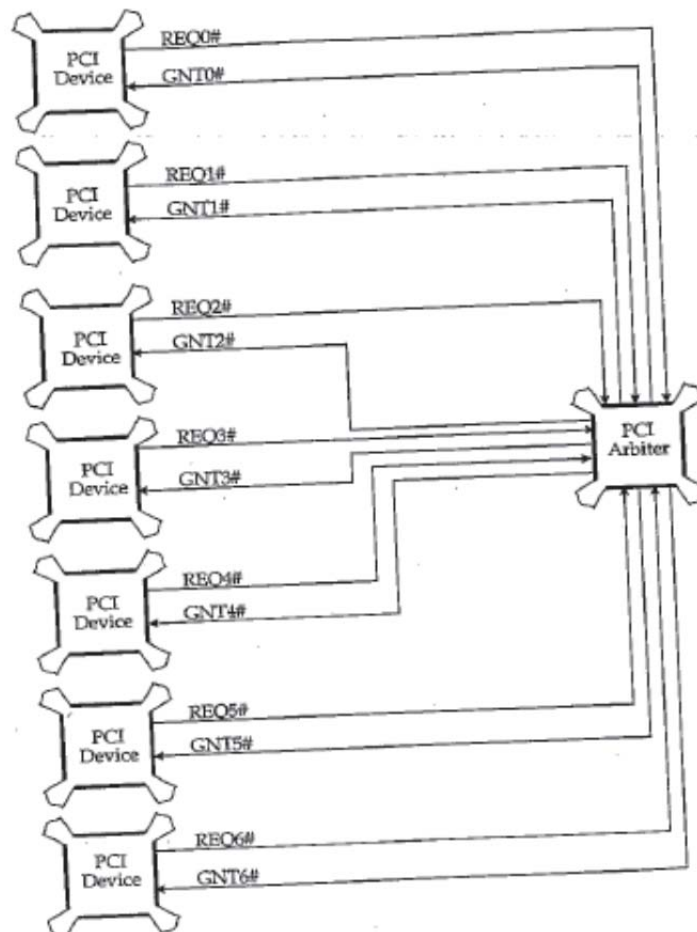 PCI
Device
REQ0#
GNT0#
PCI
Device
REQ1#
GNT1#
PCI
Device
REQ2#
GNT2#
PCI
Device
REQ3#
GNT3#
PCI
Arbiter
PCI
Device
REQ4#
GNT4#
PCI
Device
REQ5#
GNT5#
PCI
Device
REQ6#
GNT6#